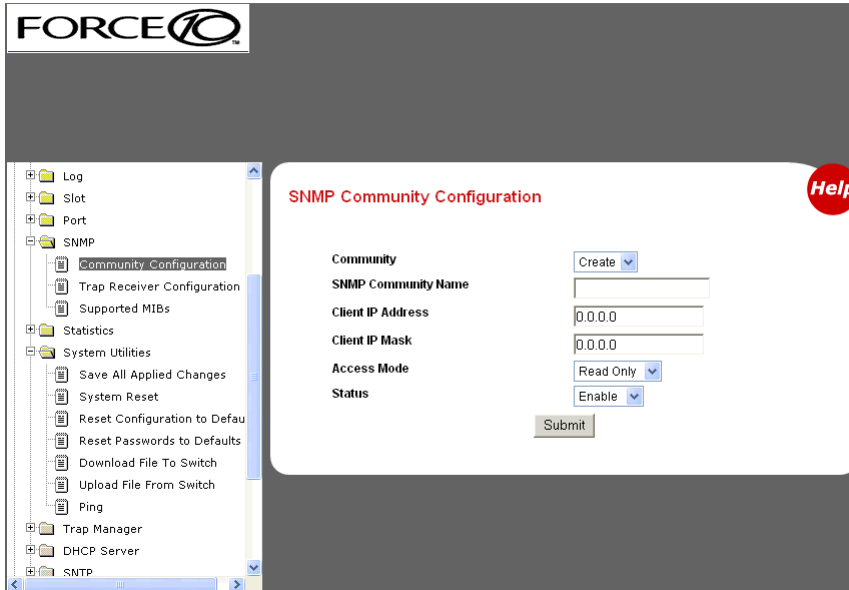 FORCE10
TM
Log
Slot
Port
SNMP
Community Configuration
Trap Receiver Configuration
Supported MIBs
Statistics
System Utilities
Save All Applied Changes
System Reset
Reset Configuration to Defau
Reset Passwords to Defaults
Download File To Switch
Upload File From Switch
Ping
Trap Manager
DHCP Server
SNTP
SNMP Community Configuration
Help
Community Create
SNMP Community Name
Client IP Address 0.0.0.0
Client IP Mask 0.0.0.0
Access Mode Read Only
Status Enable
Submit